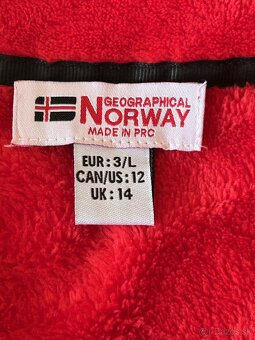 GEOGRAPHICAL
NORWAY
MADE IN PRC
EUR : 3/L
CAN/US : 12
UK : 14